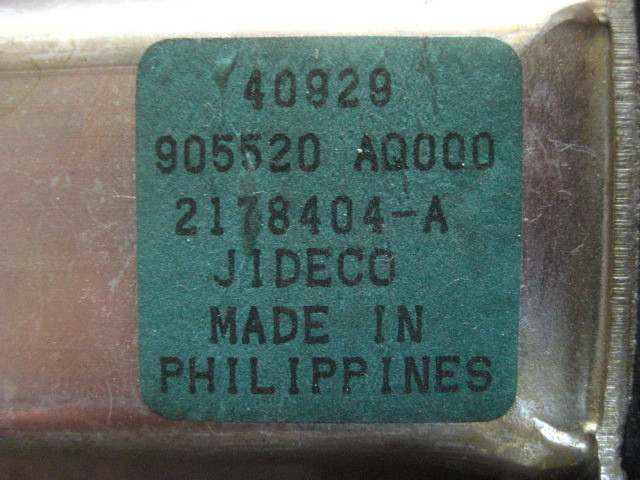 40929
905520 AQ000
2178404-A
JIDECO
MADE IN
PHILIPPINES